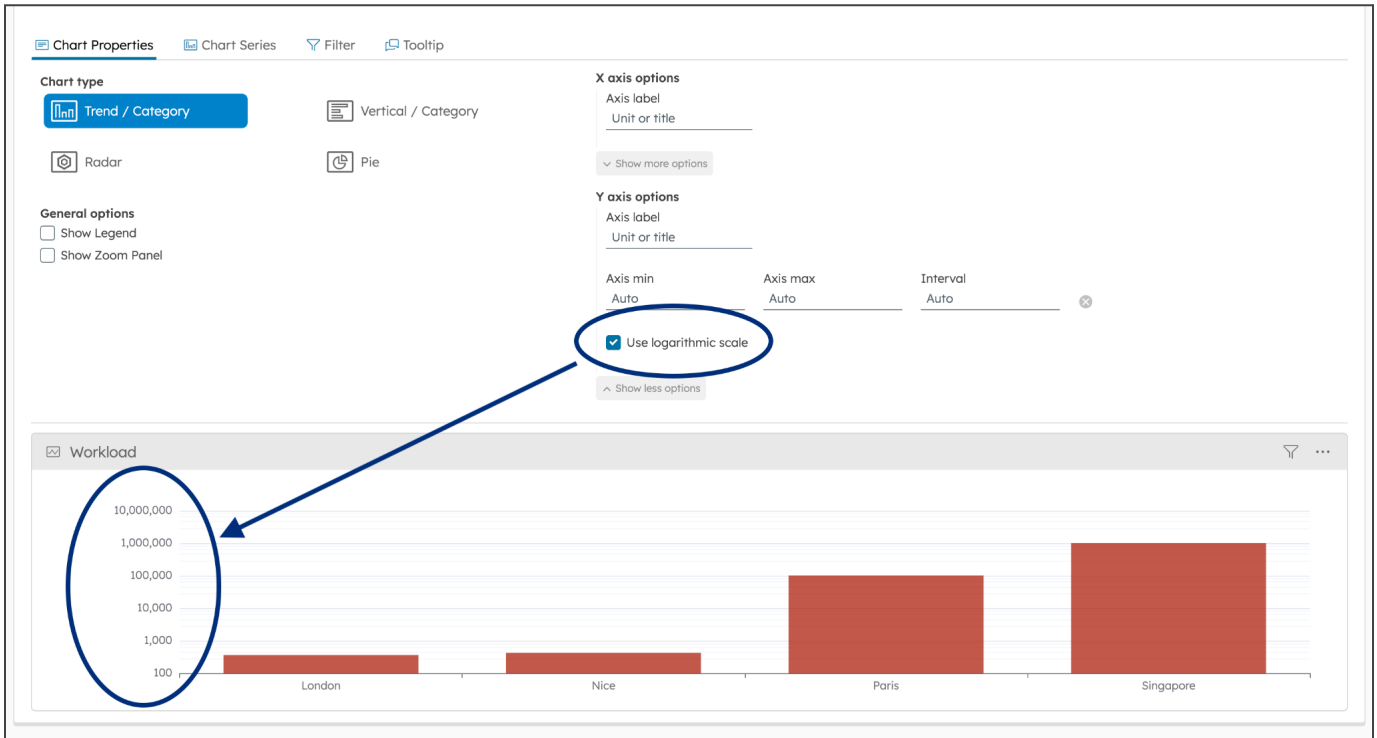 Chart Properties Chart Series Filter Tooltip
Chart type
Trend / Category Vertical / Category
Radar Pie
General options
Show Legend
Show Zoom Panel
X axis options
Axis label
Unit or title
Show more options
Y axis options
Axis label
Unit or title
Axis min Axis max Interval
Auto Auto Auto
Use logarithmic scale
Show less options
Workload
10,000,000
1,000,000
100,000
10,000
1,000
100
London Nice Paris Singapore